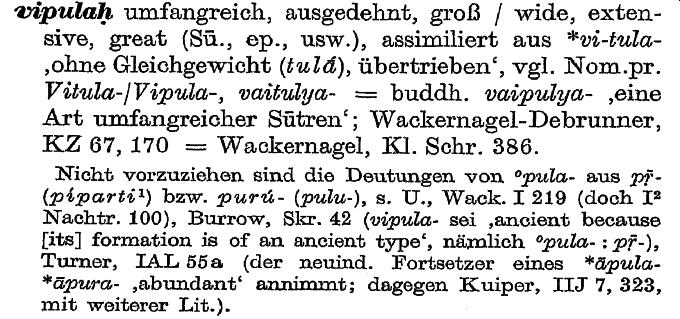 vipulaḥ umfangreich, ausgedehnt, groß / wide, exten-
sive, great (Sū., ep., usw.), assimiliert aus *vi-tula-
‚ohne Gleichgewicht (tulā́), übertrieben‘, vgl. Nom.pr.
Vitula-/Vipula-, vaitulya- = buddh. vaipulya- ‚eine
Art umfangreicher Sūtren‘; Wackernagel-Debrunner,
KZ 67, 170 = Wackernagel, Kl. Schr. 386.
Nicht vorzuziehen sind die Deutungen von °pula- aus pṝ-
(píparti¹) bzw. purú- (pulu-), s. U., Wack. I 219 (doch I²
Nachtr. 100), Burrow, Skr. 42 (vipula- sei ‚ancient because
[its] formation is of an ancient type‘, nämlich °pula- : pṝ-),
Turner, IAL 55a (der neuind. Fortsetzer eines *āpula-
*āpura- ‚abundant‘ annimmt; dagegen Kuiper, IIJ 7, 323,
mit weiterer Lit.).